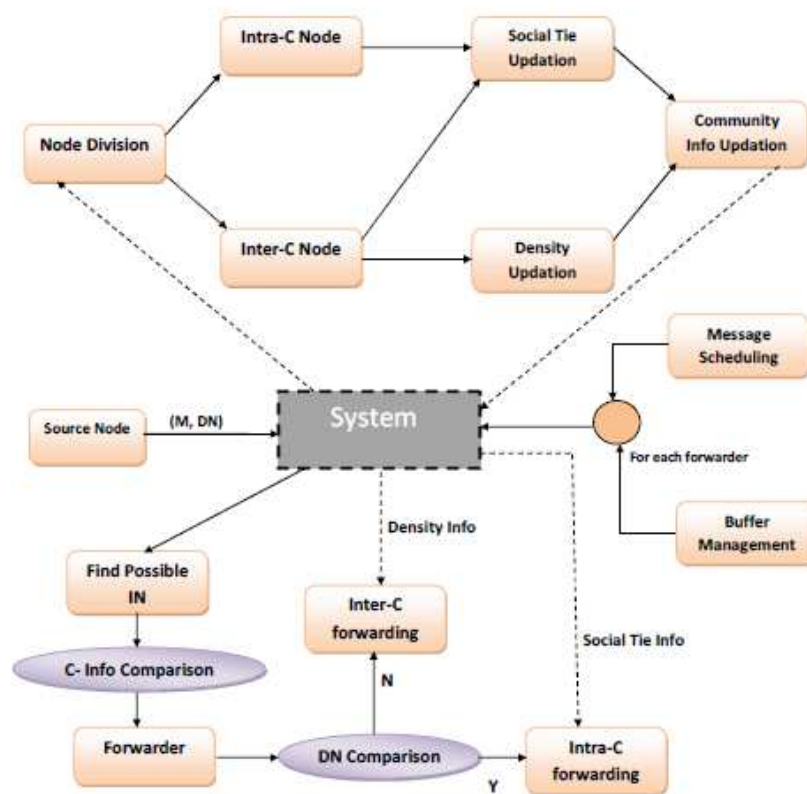 Intra-C Node
Social Tie
Updation
Node Division
Community
Info Updation
Inter-C Node
Density
Updation
Message
Scheduling
Source Node
(M, DN)
System
For each forwarder
Buffer
Management
Density Info
Find Possible
IN
Inter-C
forwarding
Social Tie Info
C- Info Comparison
N
Forwarder
DN Comparison
Y
Intra-C
forwarding